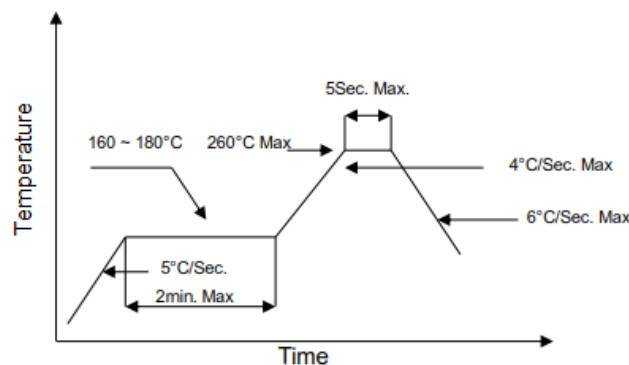 5Sec. Max.
160 ~ 180°C
260°C Max
4°C/Sec. Max
6°C/Sec. Max
5°C/Sec.
2min. Max
Temperature
Time